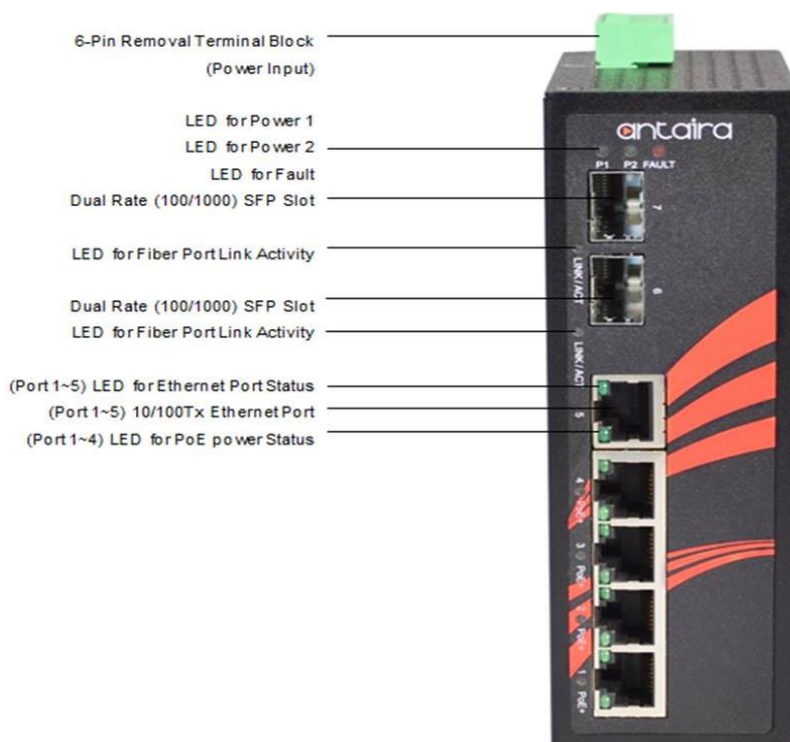 6-Pin Removal Terminal Block
(Power Input)
LED for Power 1
LED for Power 2
LED for Fault
Dual Rate (100/1000) SFP Slot
LED for Fiber Port Link Activity
Dual Rate (100/1000) SFP Slot
LED for Fiber Port Link Activity
(Port 1~5) LED for Ethernet Port Status
(Port 1~5) 10/100Tx Ethernet Port
(Port 1~4) LED for PoE power Status
antaira
P1 P2 FAULT
7
LINK/ACT
6
LINK/ACT
5
4 PoE+
3 PoE+
2 PoE+
1 PoE+